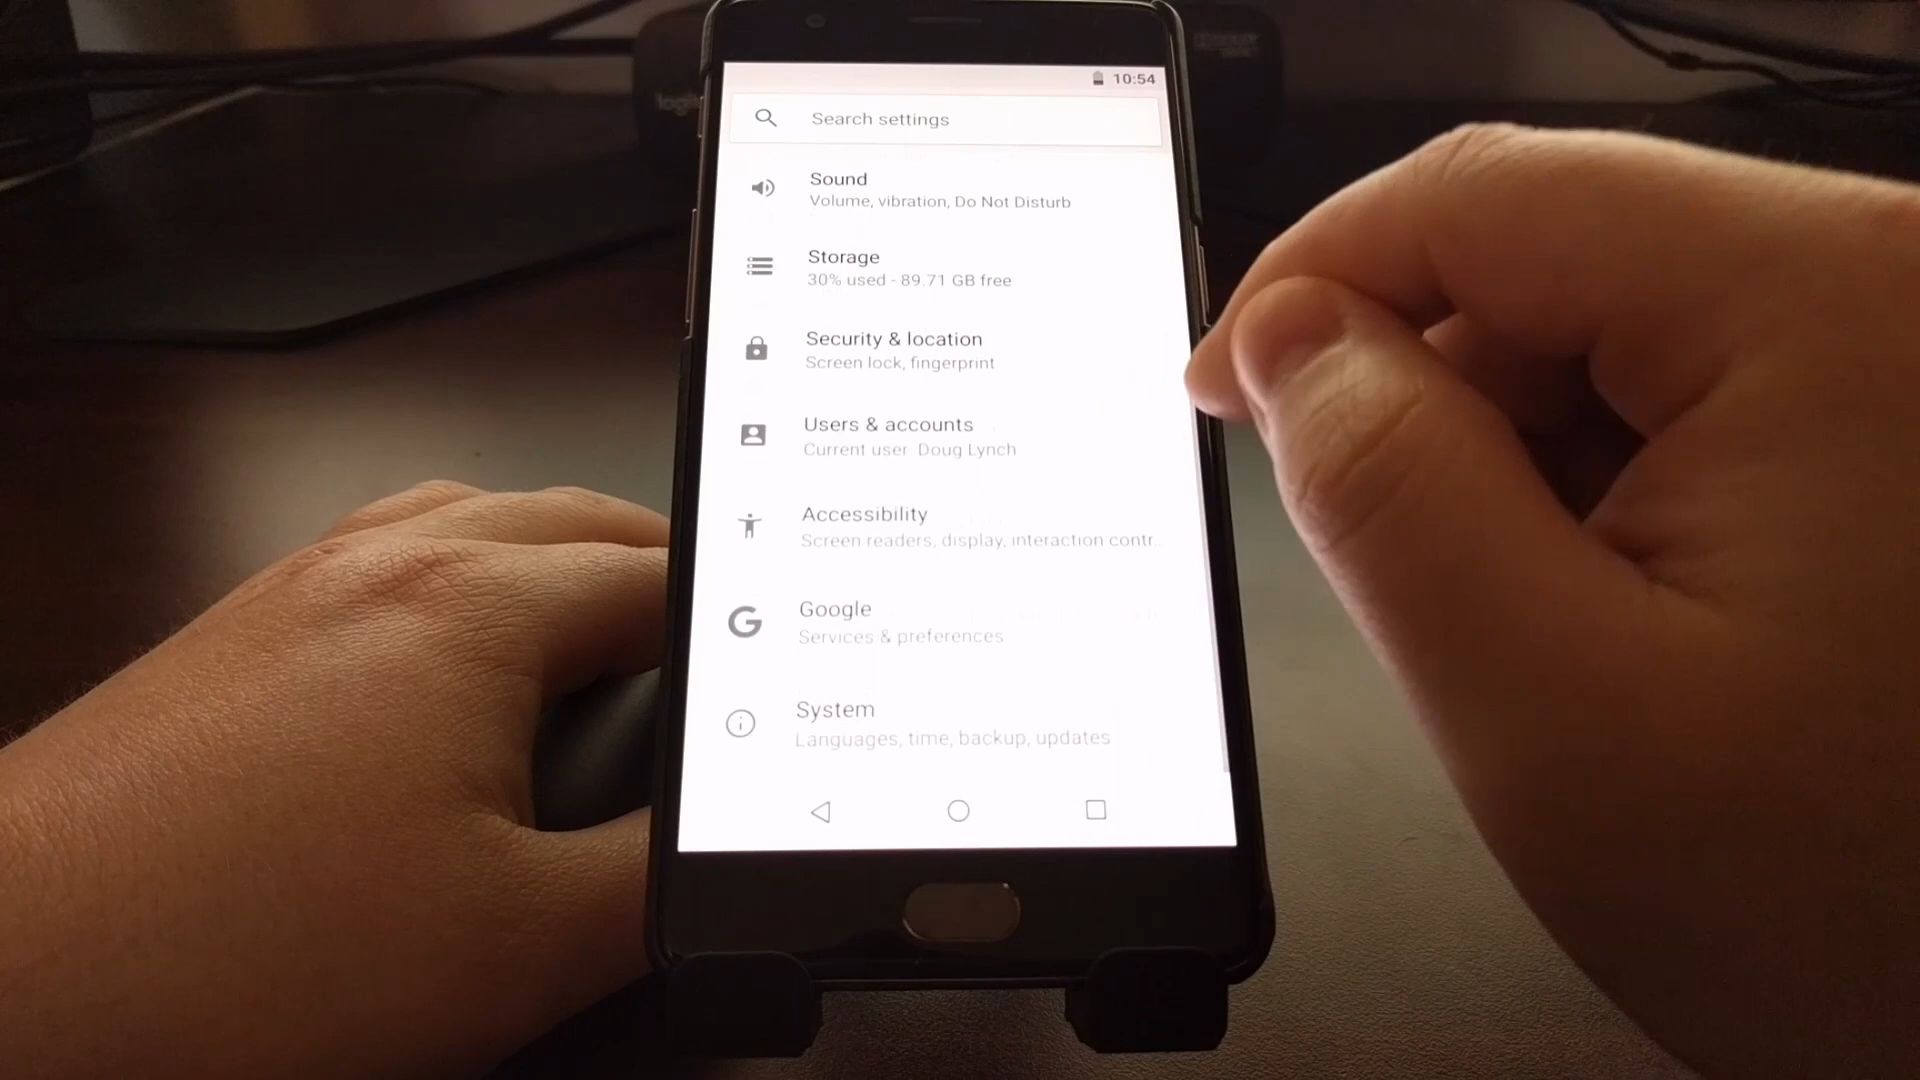 10:54
Search settings
Sound
Volume, vibration, Do Not Disturb
Storage
30% used - 89.71 GB free
Security & location
Screen lock, fingerprint
Users & accounts
Current user Doug Lynch
Accessibility
Screen readers, display, interaction contr...
Google
Services & preferences
System
Languages, time, backup, updates